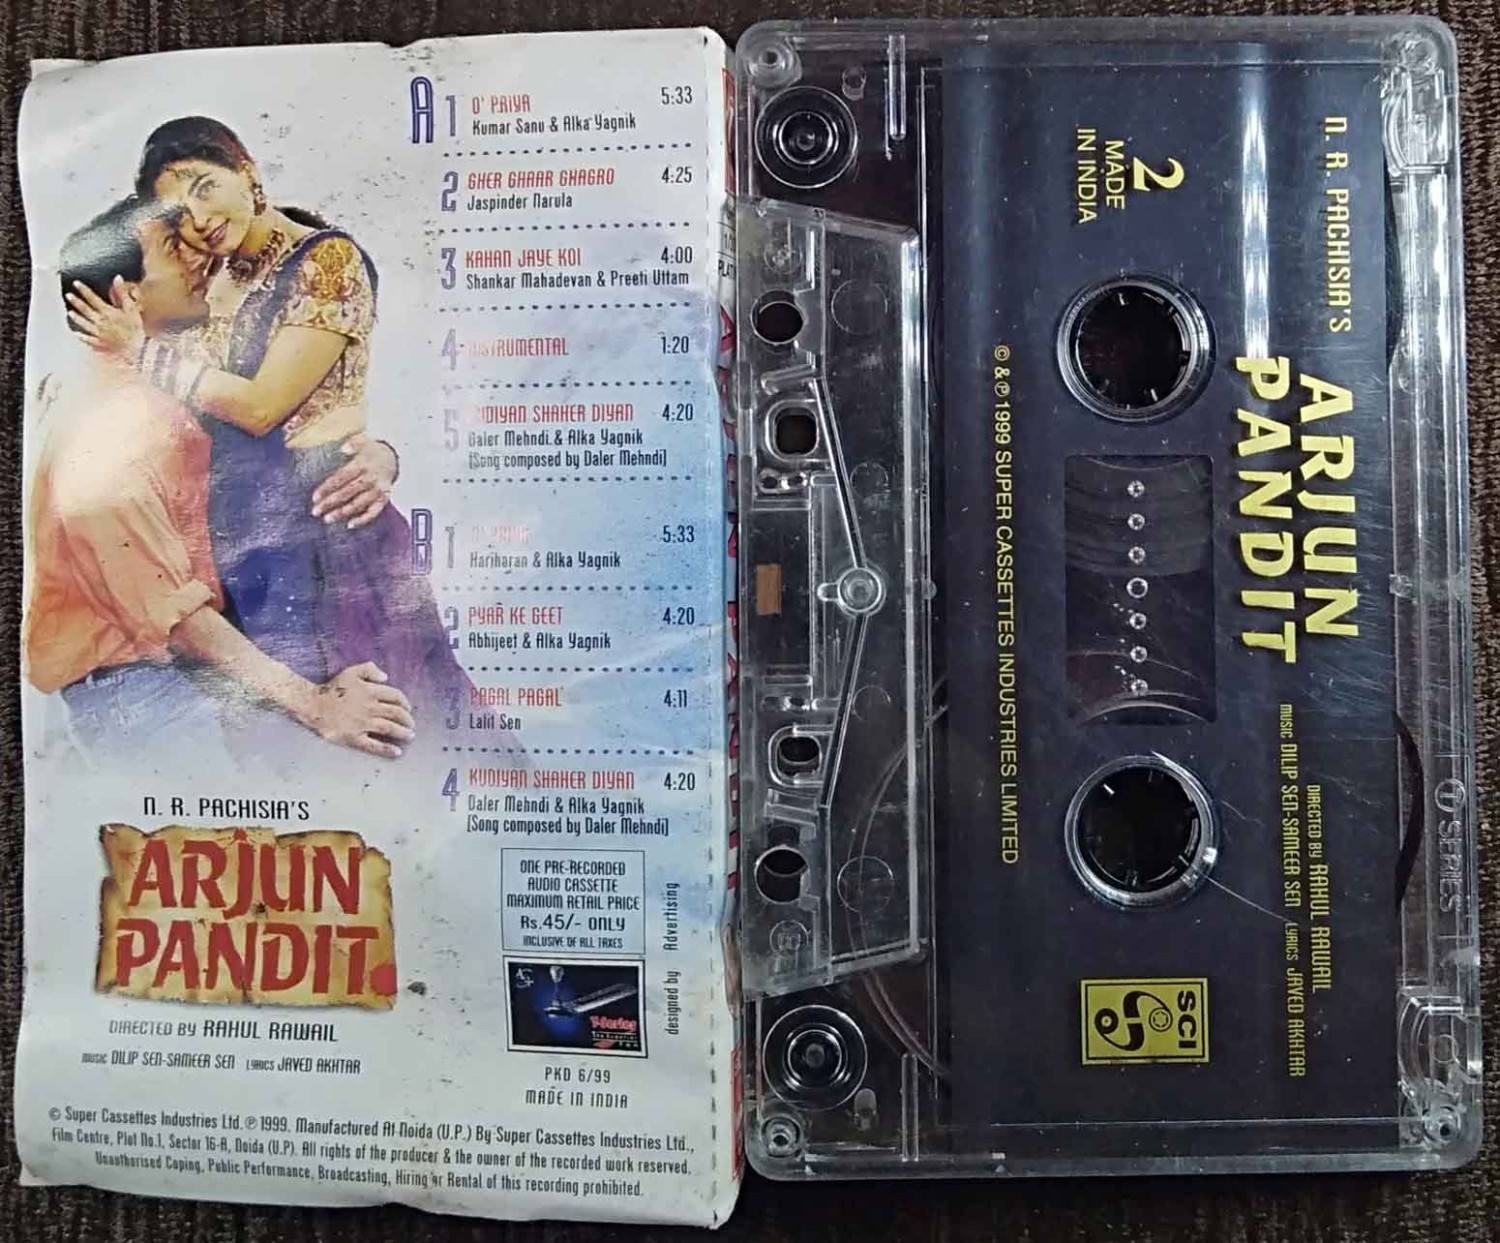 A 1 O' PRIYA 5:33
Kumar Sanu & Alka Yagnik
2 GHER GHAAR GHAGRO 4:25
Jaspinder Narula
3 KAHAN JAYE KOI 4:00
Shankar Mahadevan & Preeti Uttam
4 INSTRUMENTAL 1:20
5 KUDIYAN SHAHER DIYAN 4:20
Daler Mehndi & Alka Yagnik
[Song composed by Daler Mehndi]
B 1 O' PRIYA 5:33
Hariharan & Alka Yagnik
2 PYAR KE GEET 4:20
Abhijeet & Alka Yagnik
3 PAGAL PAGAL 4:11
Lalit Sen
4 KUDIYAN SHAHER DIYAN 4:20
Daler Mehndi & Alka Yagnik
[Song composed by Daler Mehndi]
N. R. PACHISIA'S
ARJUN
PANDIT
DIRECTED BY RAHUL RAWAIL
MUSIC DILIP SEN-SAMEER SEN LYRICS JAVED AKHTAR
ONE PRE-RECORDED
AUDIO CASSETTE
MAXIMUM RETAIL PRICE
Rs.45/- ONLY
INCLUSIVE OF ALL TAXES
T-Series
designed by Advertising
PKD 6/99
MADE IN INDIA
© Super Cassettes Industries Ltd. ℗ 1999. Manufactured At Noida (U.P.) By Super Cassettes Industries Ltd.,
Film Centre, Plot No.1, Sector 16-A, Noida (U.P). All rights of the producer & the owner of the recorded work reserved.
Unauthorised Coping, Public Performance, Broadcasting, Hiring or Rental of this recording prohibited.
N. R. PACHISIA'S
ARJUN
PANDIT
DIRECTED BY RAHUL RAWAIL
MUSIC DILIP SEN-SAMEER SEN LYRICS JAVED AKHTAR
2
MADE
IN INDIA
© & ℗ 1999 SUPER CASSETTES INDUSTRIES LIMITED
SCI
T SERIES